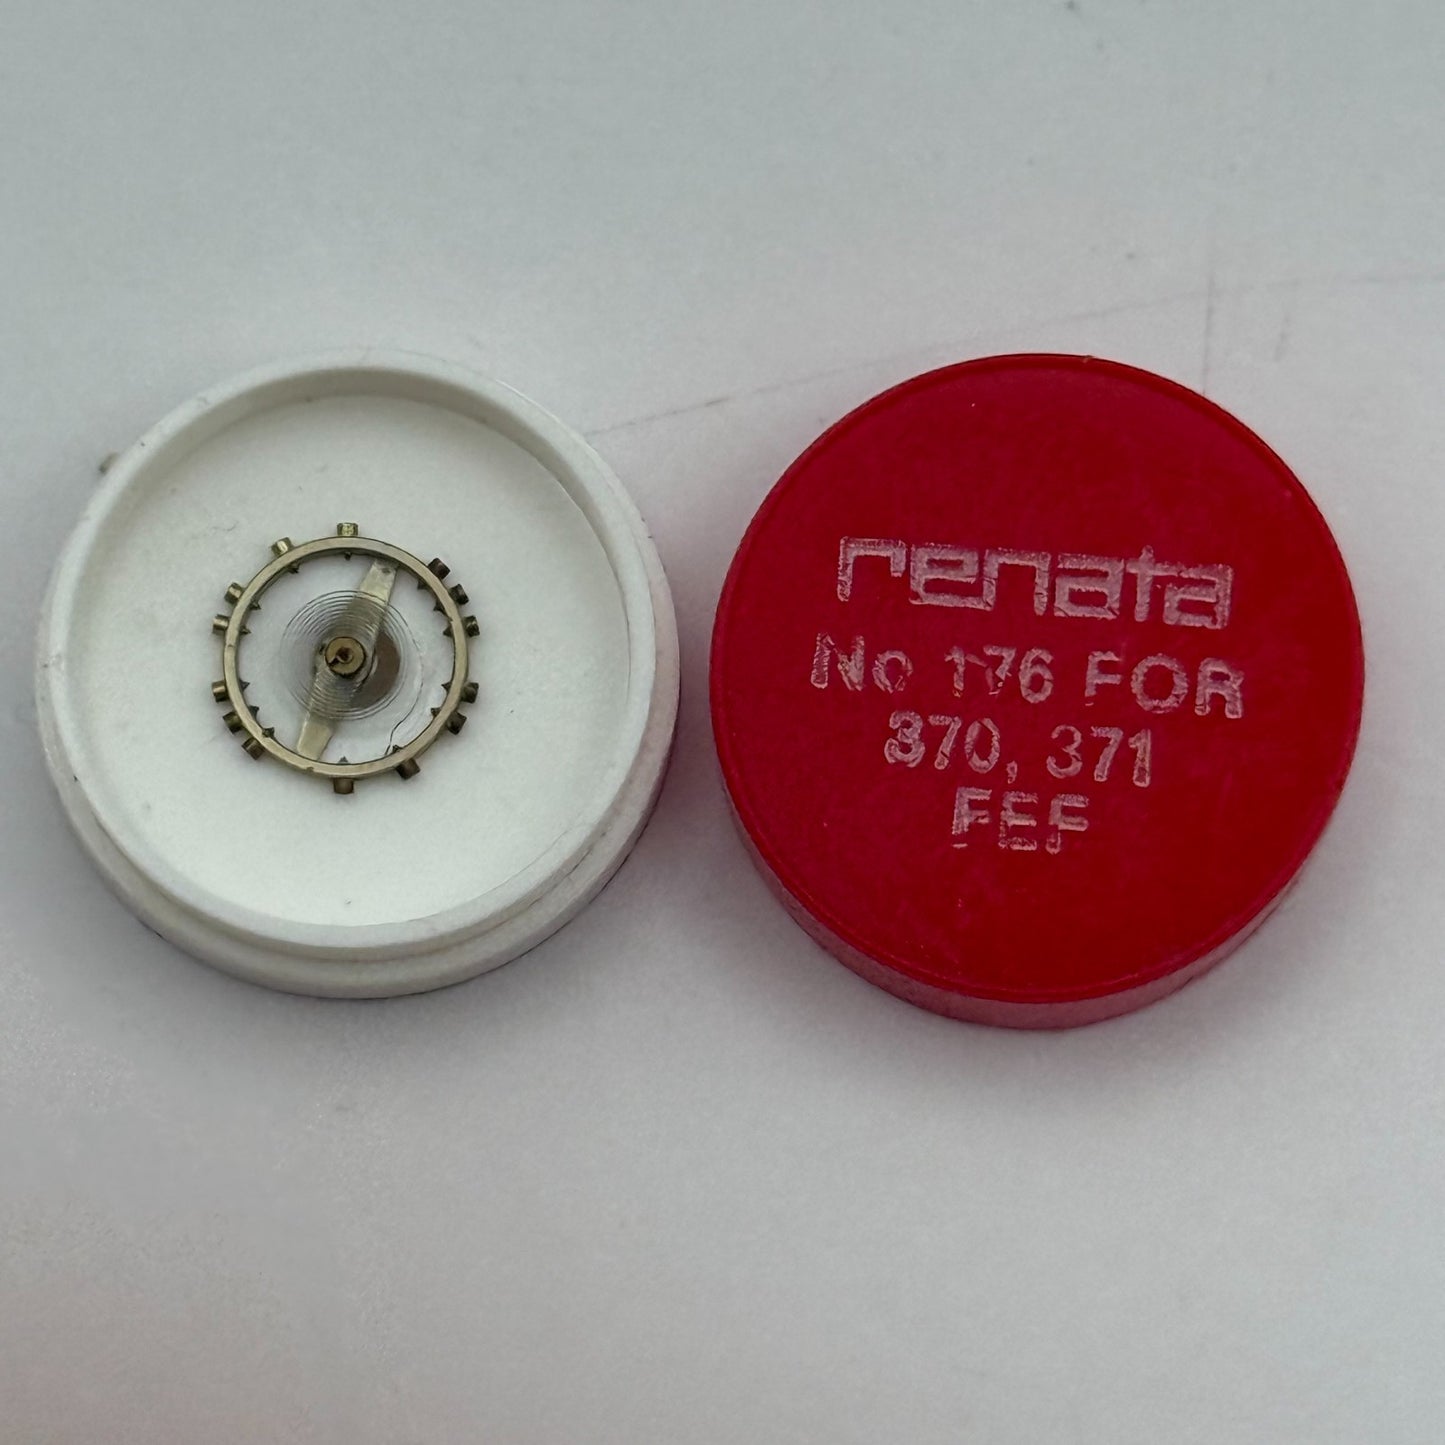 renata
No 176 FOR
370, 371
FEF